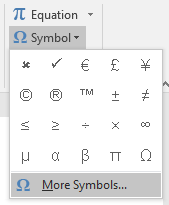 π Equation
Ω Symbol
✖ ✓ € £ ¥
© ® ™ ± ≠
≤ ≥ ÷ × ∞
µ α β π Ω
Ω More Symbols...